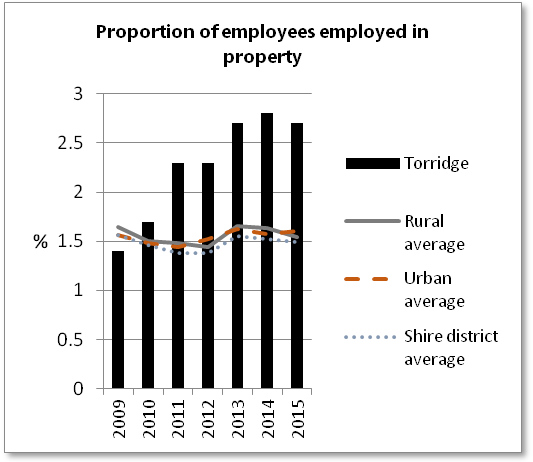 Proportion of employees employed in
property
3
2.5
2
1.5
1
0.5
0
%
2009
2010
2011
2012
2013
2014
2015
Torridge
Rural
average
Urban
average
Shire district
average